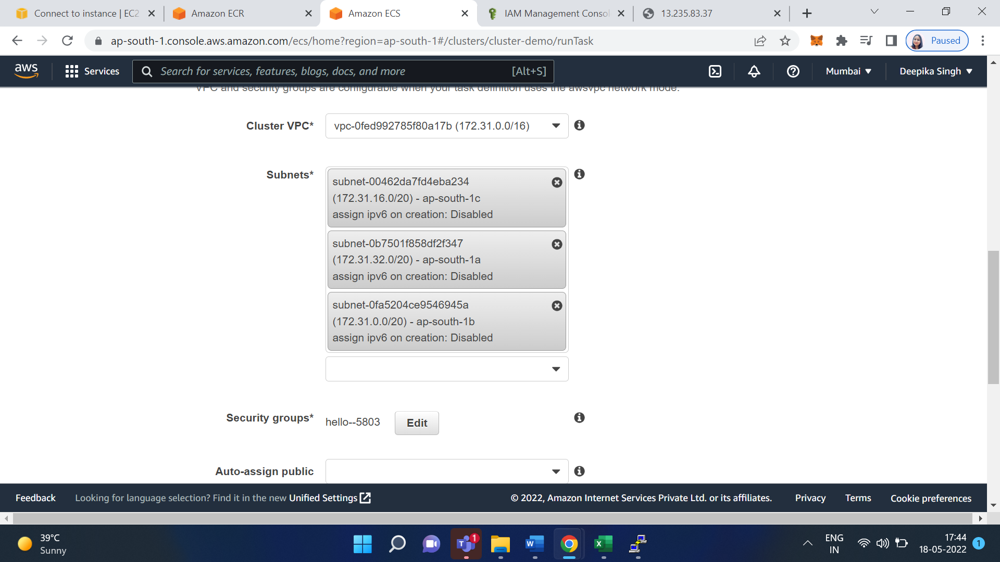 Connect to instance | EC2
Amazon ECR
Amazon ECS
IAM Management Consol
13.235.83.37
ap-south-1.console.aws.amazon.com/ecs/home?region=ap-south-1#/clusters/cluster-demo/runTask
Paused
aws
Services
Search for services, features, blogs, docs, and more
[Alt+S]
Mumbai
Deepika Singh
VPC and security groups are configurable when your task definition uses the awsvpc network mode.
Cluster VPC*
vpc-0fed992785f80a17b (172.31.0.0/16)
Subnets*
subnet-00462da7fd4eba234
(172.31.16.0/20) - ap-south-1c
assign ipv6 on creation: Disabled
subnet-0b7501f858df2f347
(172.31.32.0/20) - ap-south-1a
assign ipv6 on creation: Disabled
subnet-0fa5204ce9546945a
(172.31.0.0/20) - ap-south-1b
assign ipv6 on creation: Disabled
Security groups*
hello--5803
Edit
Auto-assign public
Feedback
Looking for language selection? Find it in the new Unified Settings
© 2022, Amazon Internet Services Private Ltd. or its affiliates.
Privacy
Terms
Cookie preferences
39°C
Sunny
T
1
W
X
ENG
IN
17:44
18-05-2022
1